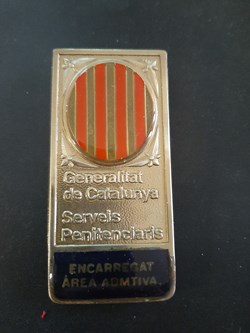 Generalitat
de Catalunya
Serveis
Penitenciaris
ENCARREGAT
ÀREA ADMTIVA.